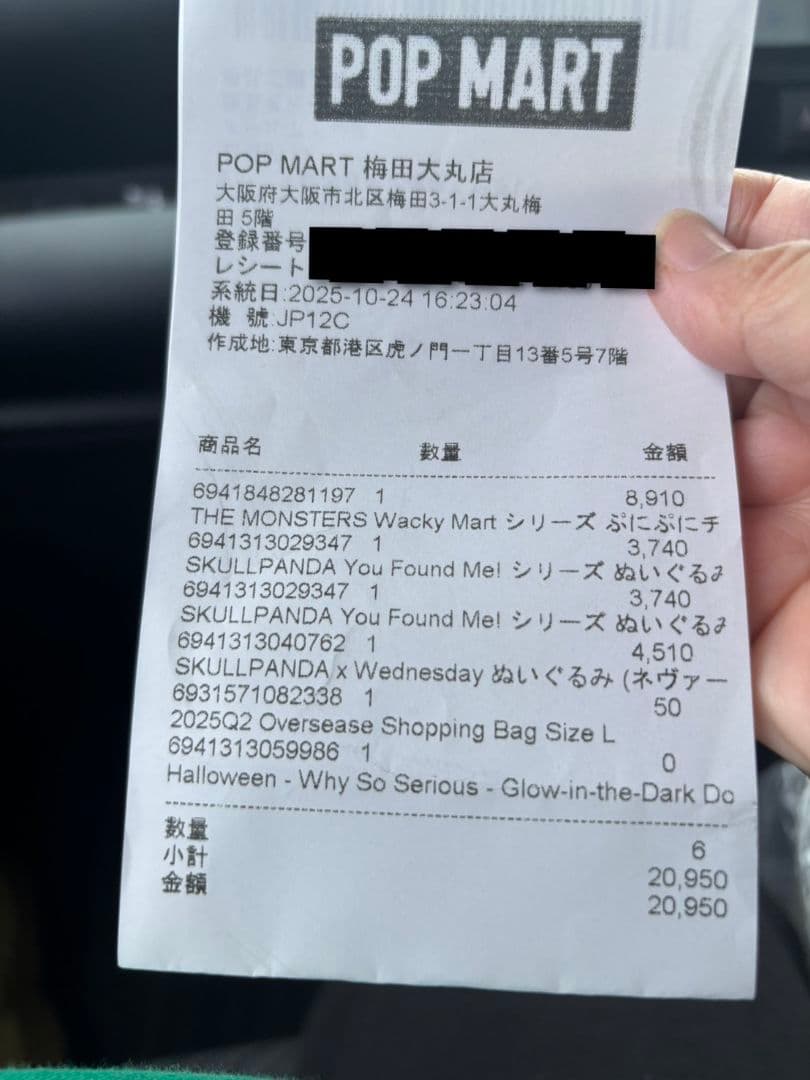 POP MART
POP MART 梅田大丸店
大阪府大阪市北区梅田3-1-1大丸梅
田 5階
登録番号
レシート
系統日:2025-10-24 16:23:04
機 號:JP12C
作成地:東京都港区虎ノ門一丁目13番5号7階
商品名 数量 金額
6941848281197 1 8,910
THE MONSTERS Wacky Mart シリーズ ぷにぷにチ
6941313029347 1 3,740
SKULLPANDA You Found Me! シリーズ ぬいぐるみ
6941313029347 1 3,740
SKULLPANDA You Found Me! シリーズ ぬいぐるみ
6941313040762 1 4,510
SKULLPANDA x Wednesday ぬいぐるみ (ネヴァー
6931571082338 1 50
2025Q2 Oversease Shopping Bag Size L
6941313059986 1 0
Halloween - Why So Serious - Glow-in-the-Dark Do
数量 6
小計 20,950
金額 20,950